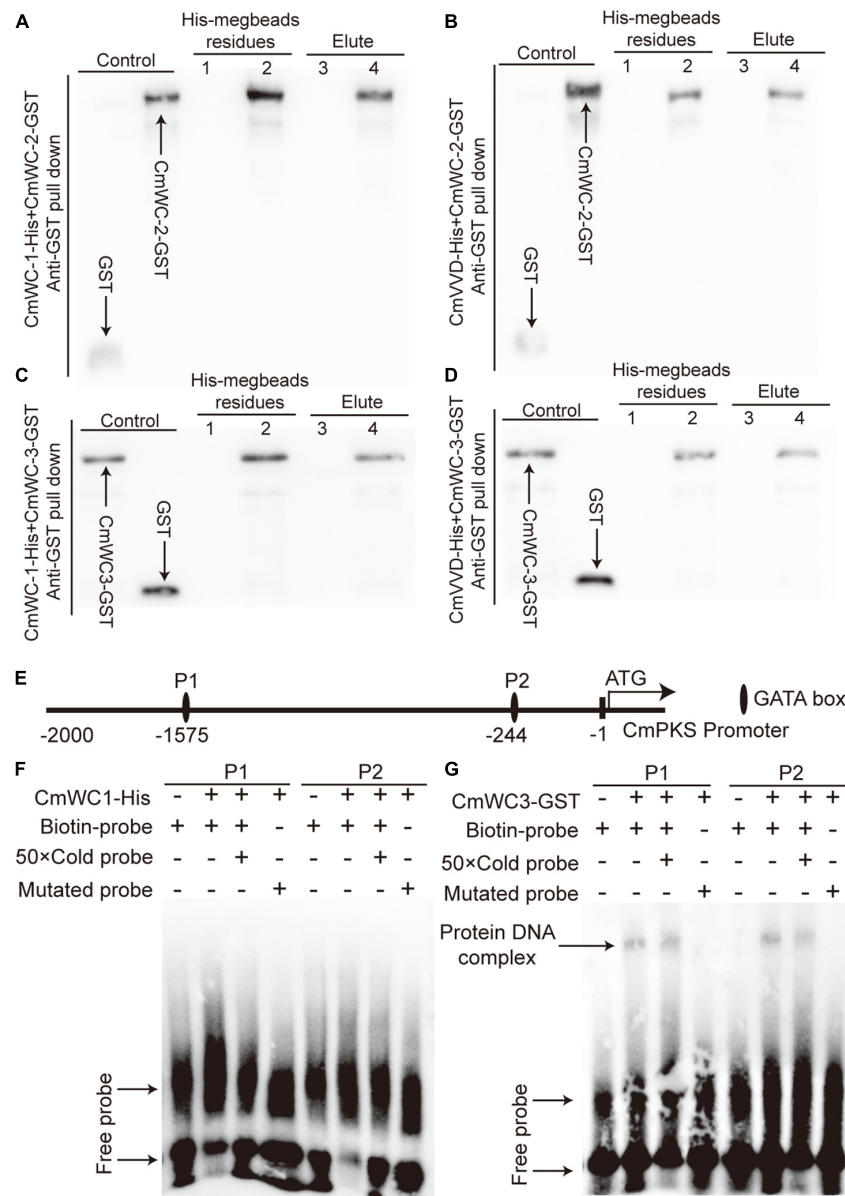 A
His-megbeads
residues
Elute
Control
1 2 3 4
CmWC-1-His+CmWC-2-GST
Anti-GST pull down
CmWC-2-GST
GST
B
His-megbeads
residues
Elute
Control
1 2 3 4
CmVVD-His+CmWC-2-GST
Anti-GST pull down
CmWC-2-GST
GST
C
His-megbeads
residues
Elute
Control
1 2 3 4
CmWC-1-His+CmWC-3-GST
Anti-GST pull down
CmWC3-GST
GST
D
His-megbeads
residues
Elute
Control
1 2 3 4
CmVVD-His+CmWC-3-GST
Anti-GST pull down
CmWC-3-GST
GST
E
P1 P2 ATG
GATA box
-2000 -1575 -244 -1 CmPKS Promoter
F
P1 P2
CmWC1-His - + + + - + + +
Biotin-probe + + + - + + + -
50×Cold probe - - + - - - + -
Mutated probe - - - + - - - +
Free probe
G
P1 P2
CmWC3-GST - + + + - + + +
Biotin-probe + + + - + + + -
50×Cold probe - - + - - - + -
Mutated probe - - - + - - - +
Protein DNA
complex
Free probe